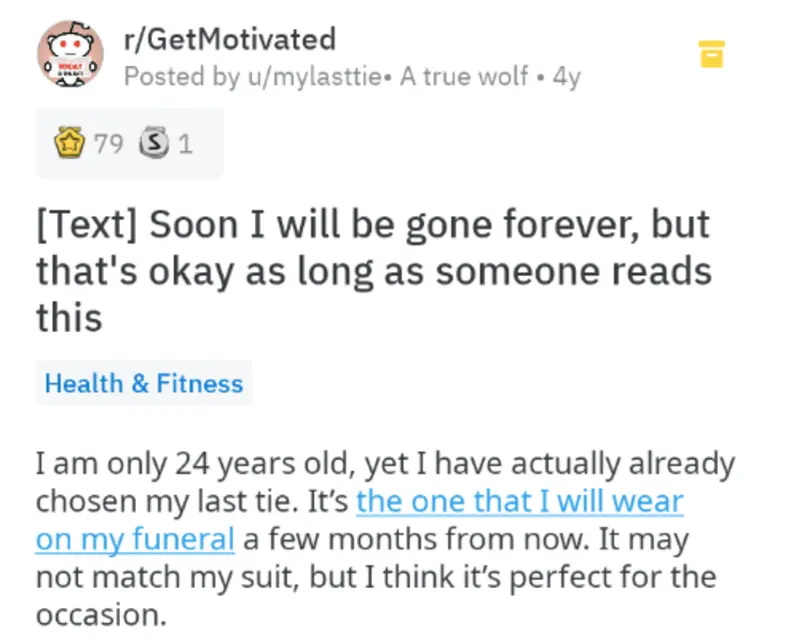 r/GetMotivated
Posted by u/mylasttie• A true wolf • 4y
79 S 1
[Text] Soon I will be gone forever, but
that's okay as long as someone reads
this
Health & Fitness
I am only 24 years old, yet I have actually already
chosen my last tie. It’s the one that I will wear
on my funeral a few months from now. It may
not match my suit, but I think it’s perfect for the
occasion.